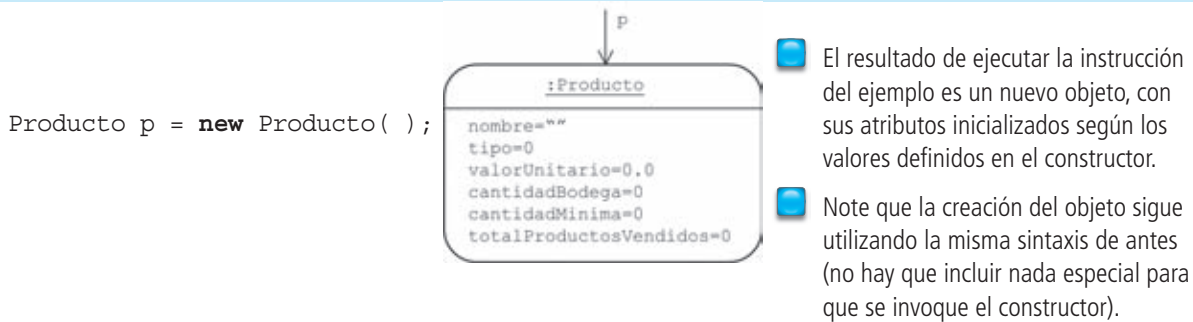 Producto p = new Producto( );
p
:Producto
nombre=""
tipo=0
valorUnitario=0.0
cantidadBodega=0
cantidadMinima=0
totalProductosVendidos=0
El resultado de ejecutar la instrucción
del ejemplo es un nuevo objeto, con
sus atributos inicializados según los
valores definidos en el constructor.
Note que la creación del objeto sigue
utilizando la misma sintaxis de antes
(no hay que incluir nada especial para
que se invoque el constructor).